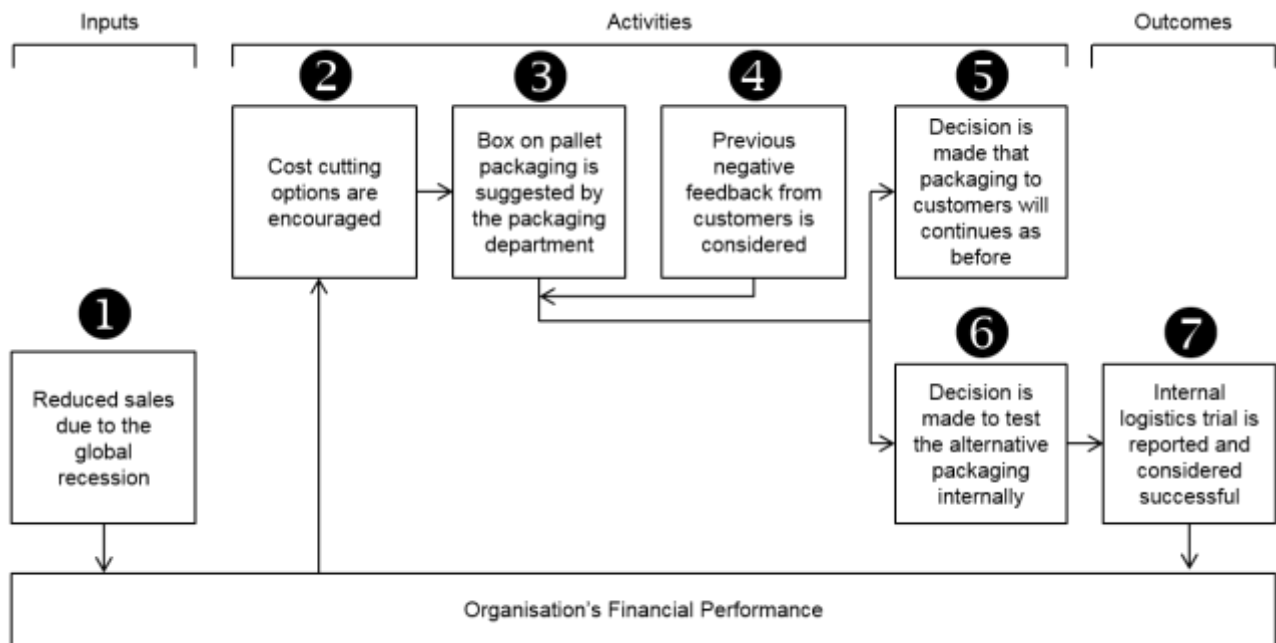 Inputs
Activities
Outcomes
2
3
4
5
Cost cutting
options are
encouraged
Box on pallet
packaging is
suggested by
the packaging
department
Previous
negative
feedback from
customers is
considered
Decision is
made that
packaging to
customers will
continues as
before
1
Reduced sales
due to the
global
recession
6
7
Decision is
made to test
the alternative
packaging
internally
Internal
logistics trial is
reported and
considered
successful
Organisation's Financial Performance